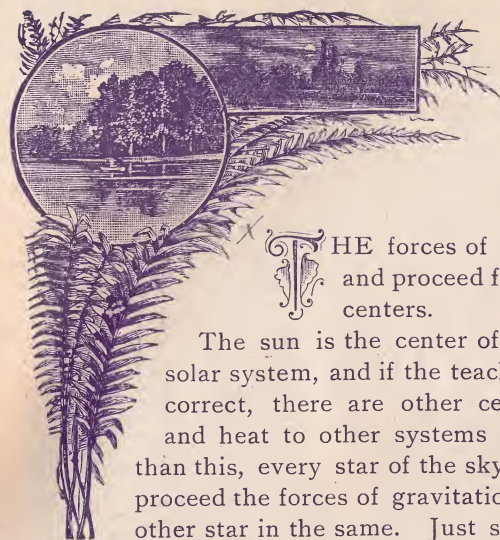 THE forces of
and proceed f
centers.
The sun is the center of
solar system, and if the teac
correct, there are other ce
and heat to other systems
than this, every star of the sky
proceed the forces of gravitatio
other star in the same. Just s